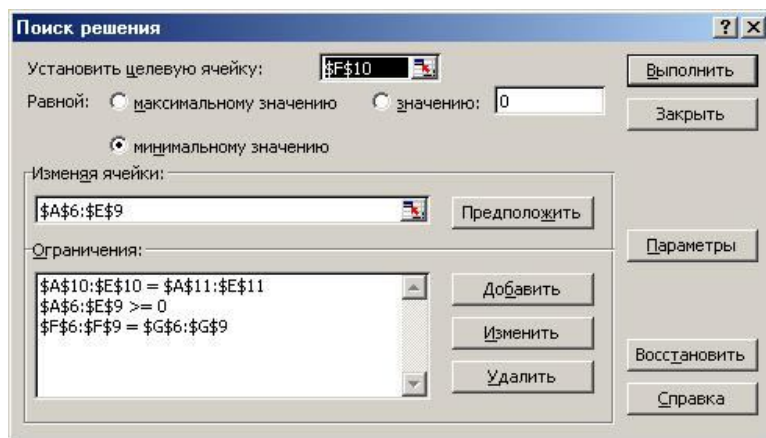 Поиск решения
Установить целевую ячейку: $F$10
Выполнить
Равной: максимальному значению значению: 0
Закрыть
минимальному значению
Изменяя ячейки:
$A$6:$E$9
Предположить
Ограничения:
Параметры
$A$10:$E$10 = $A$11:$E$11
$A$6:$E$9 >= 0
$F$6:$F$9 = $G$6:$G$9
Добавить
Изменить
Удалить
Восстановить
Справка